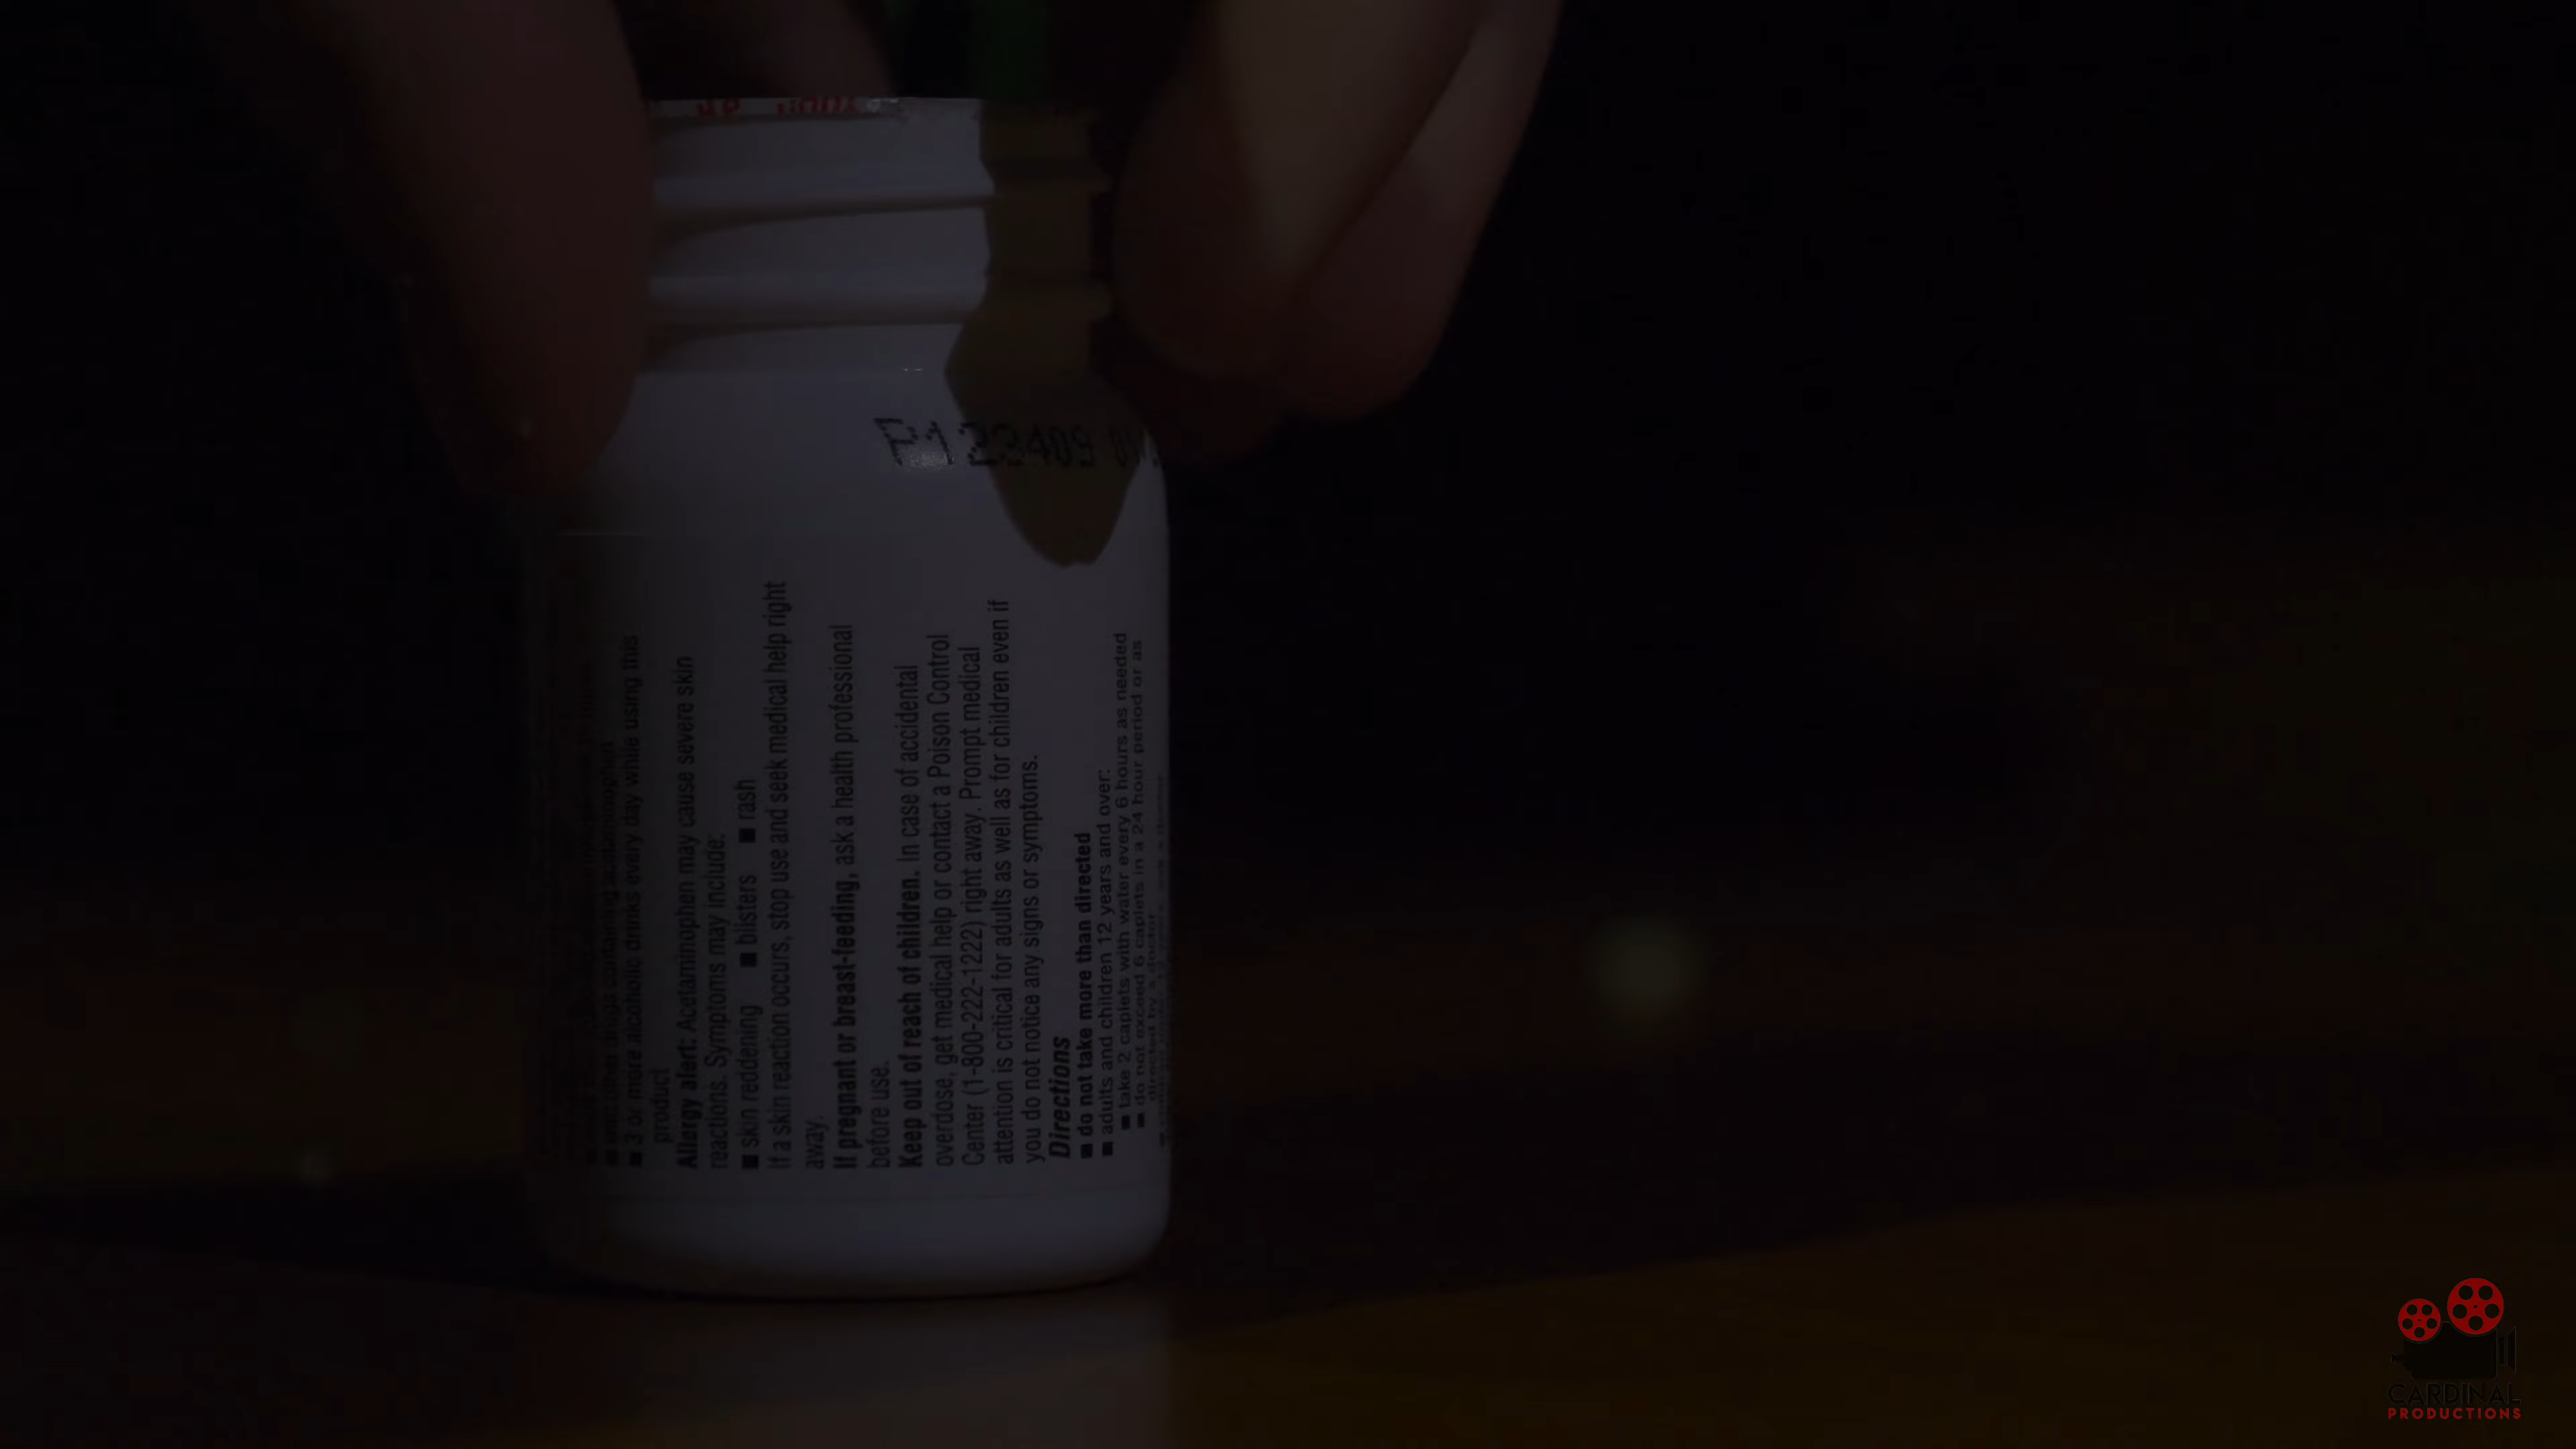 P123409
3 or more alcoholic drinks every day while using this
product
Allergy alert: Acetaminophen may cause severe skin
reactions. Symptoms may include:
■ skin reddening ■ blisters ■ rash
If a skin reaction occurs, stop use and seek medical help right
away.
If pregnant or breast-feeding, ask a health professional
before use.
Keep out of reach of children. In case of accidental
overdose, get medical help or contact a Poison Control
Center (1-800-222-1222) right away. Prompt medical
attention is critical for adults as well as for children even if
you do not notice any signs or symptoms.
Directions
■ do not take more than directed
■ adults and children 12 years and over:
■ take 2 caplets with water every 6 hours as needed
■ do not exceed 6 caplets in a 24 hour period or as
directed by a doctor
CARDINAL
PRODUCTIONS